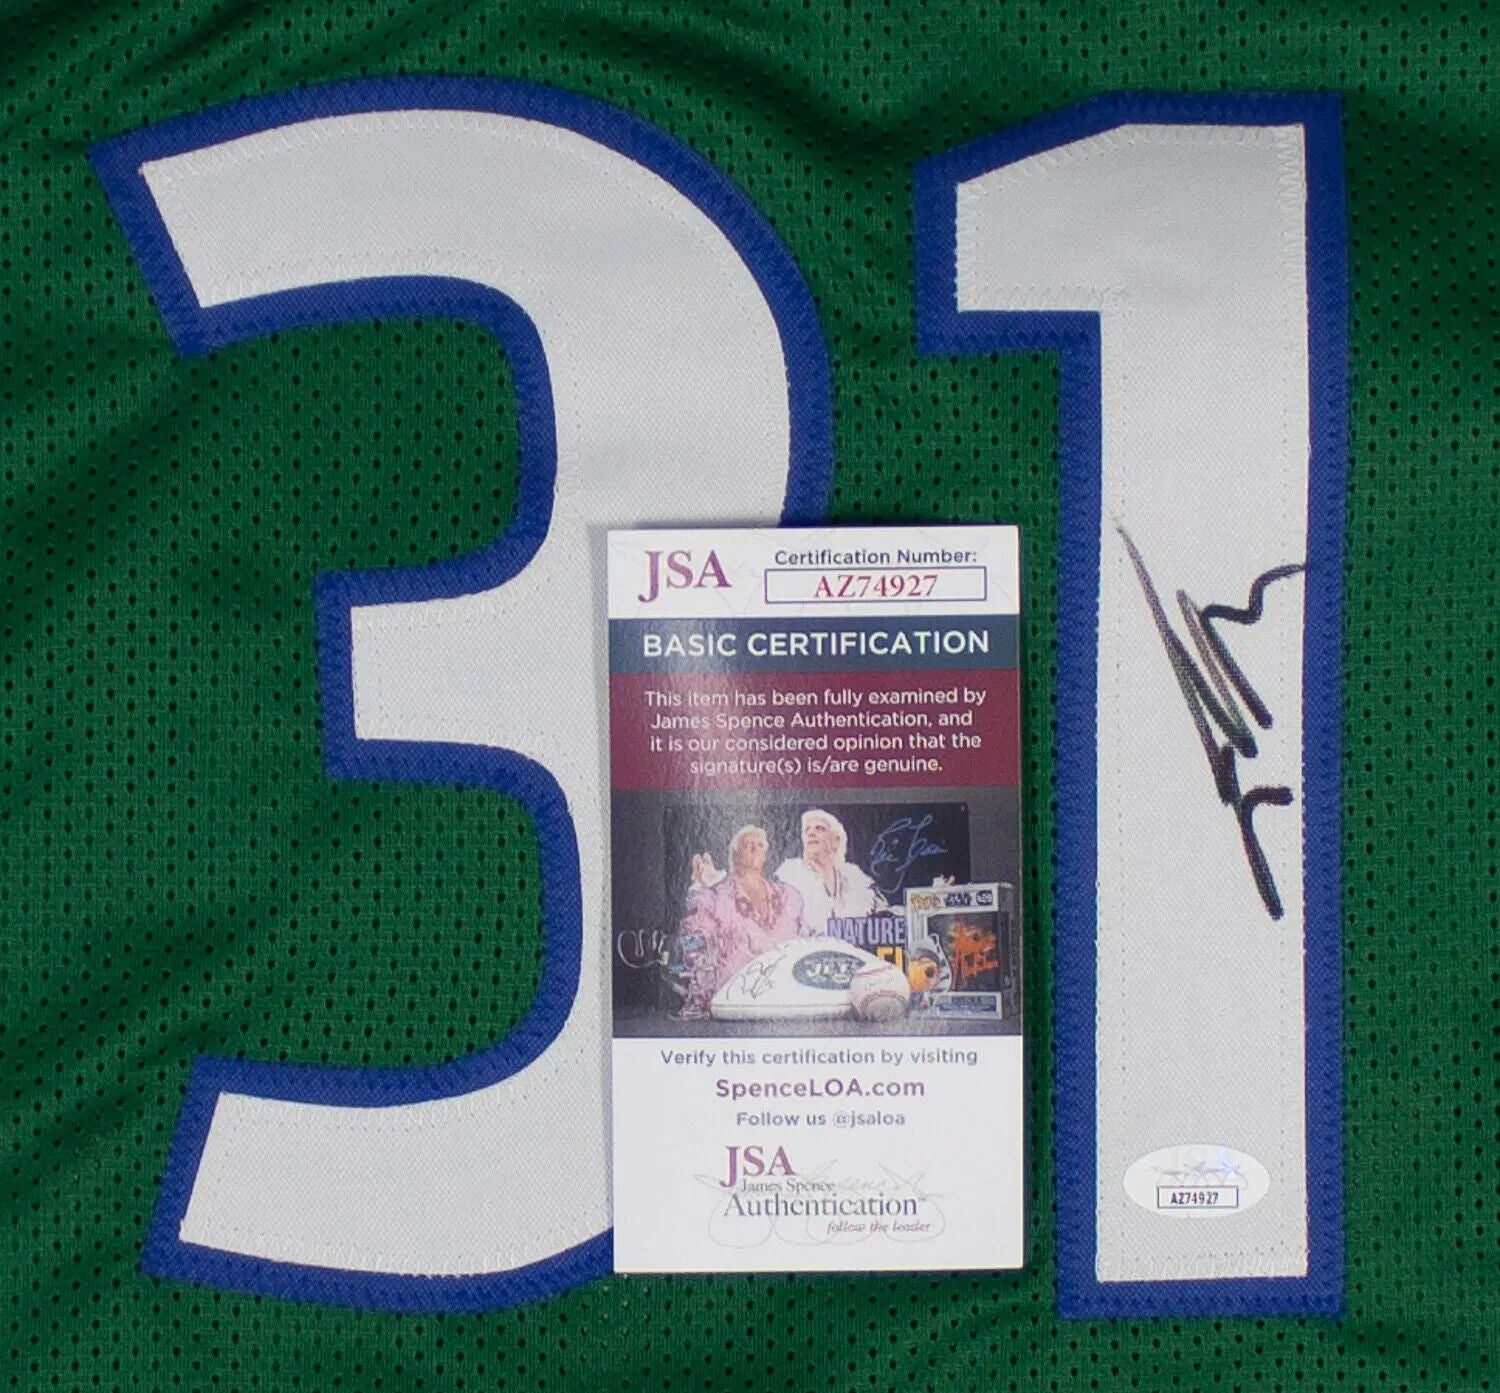 31
JSA
Certification Number:
AZ74927
BASIC CERTIFICATION
This item has been fully examined by
James Spence Authentication, and
it is our considered opinion that the
signature(s) is/are genuine.
NATURE
JETS
Verify this certification by visiting
SpenceLOA.com
Follow us @jsaloa
JSA
James Spence
Authentication™
follow the leader
AZ74927